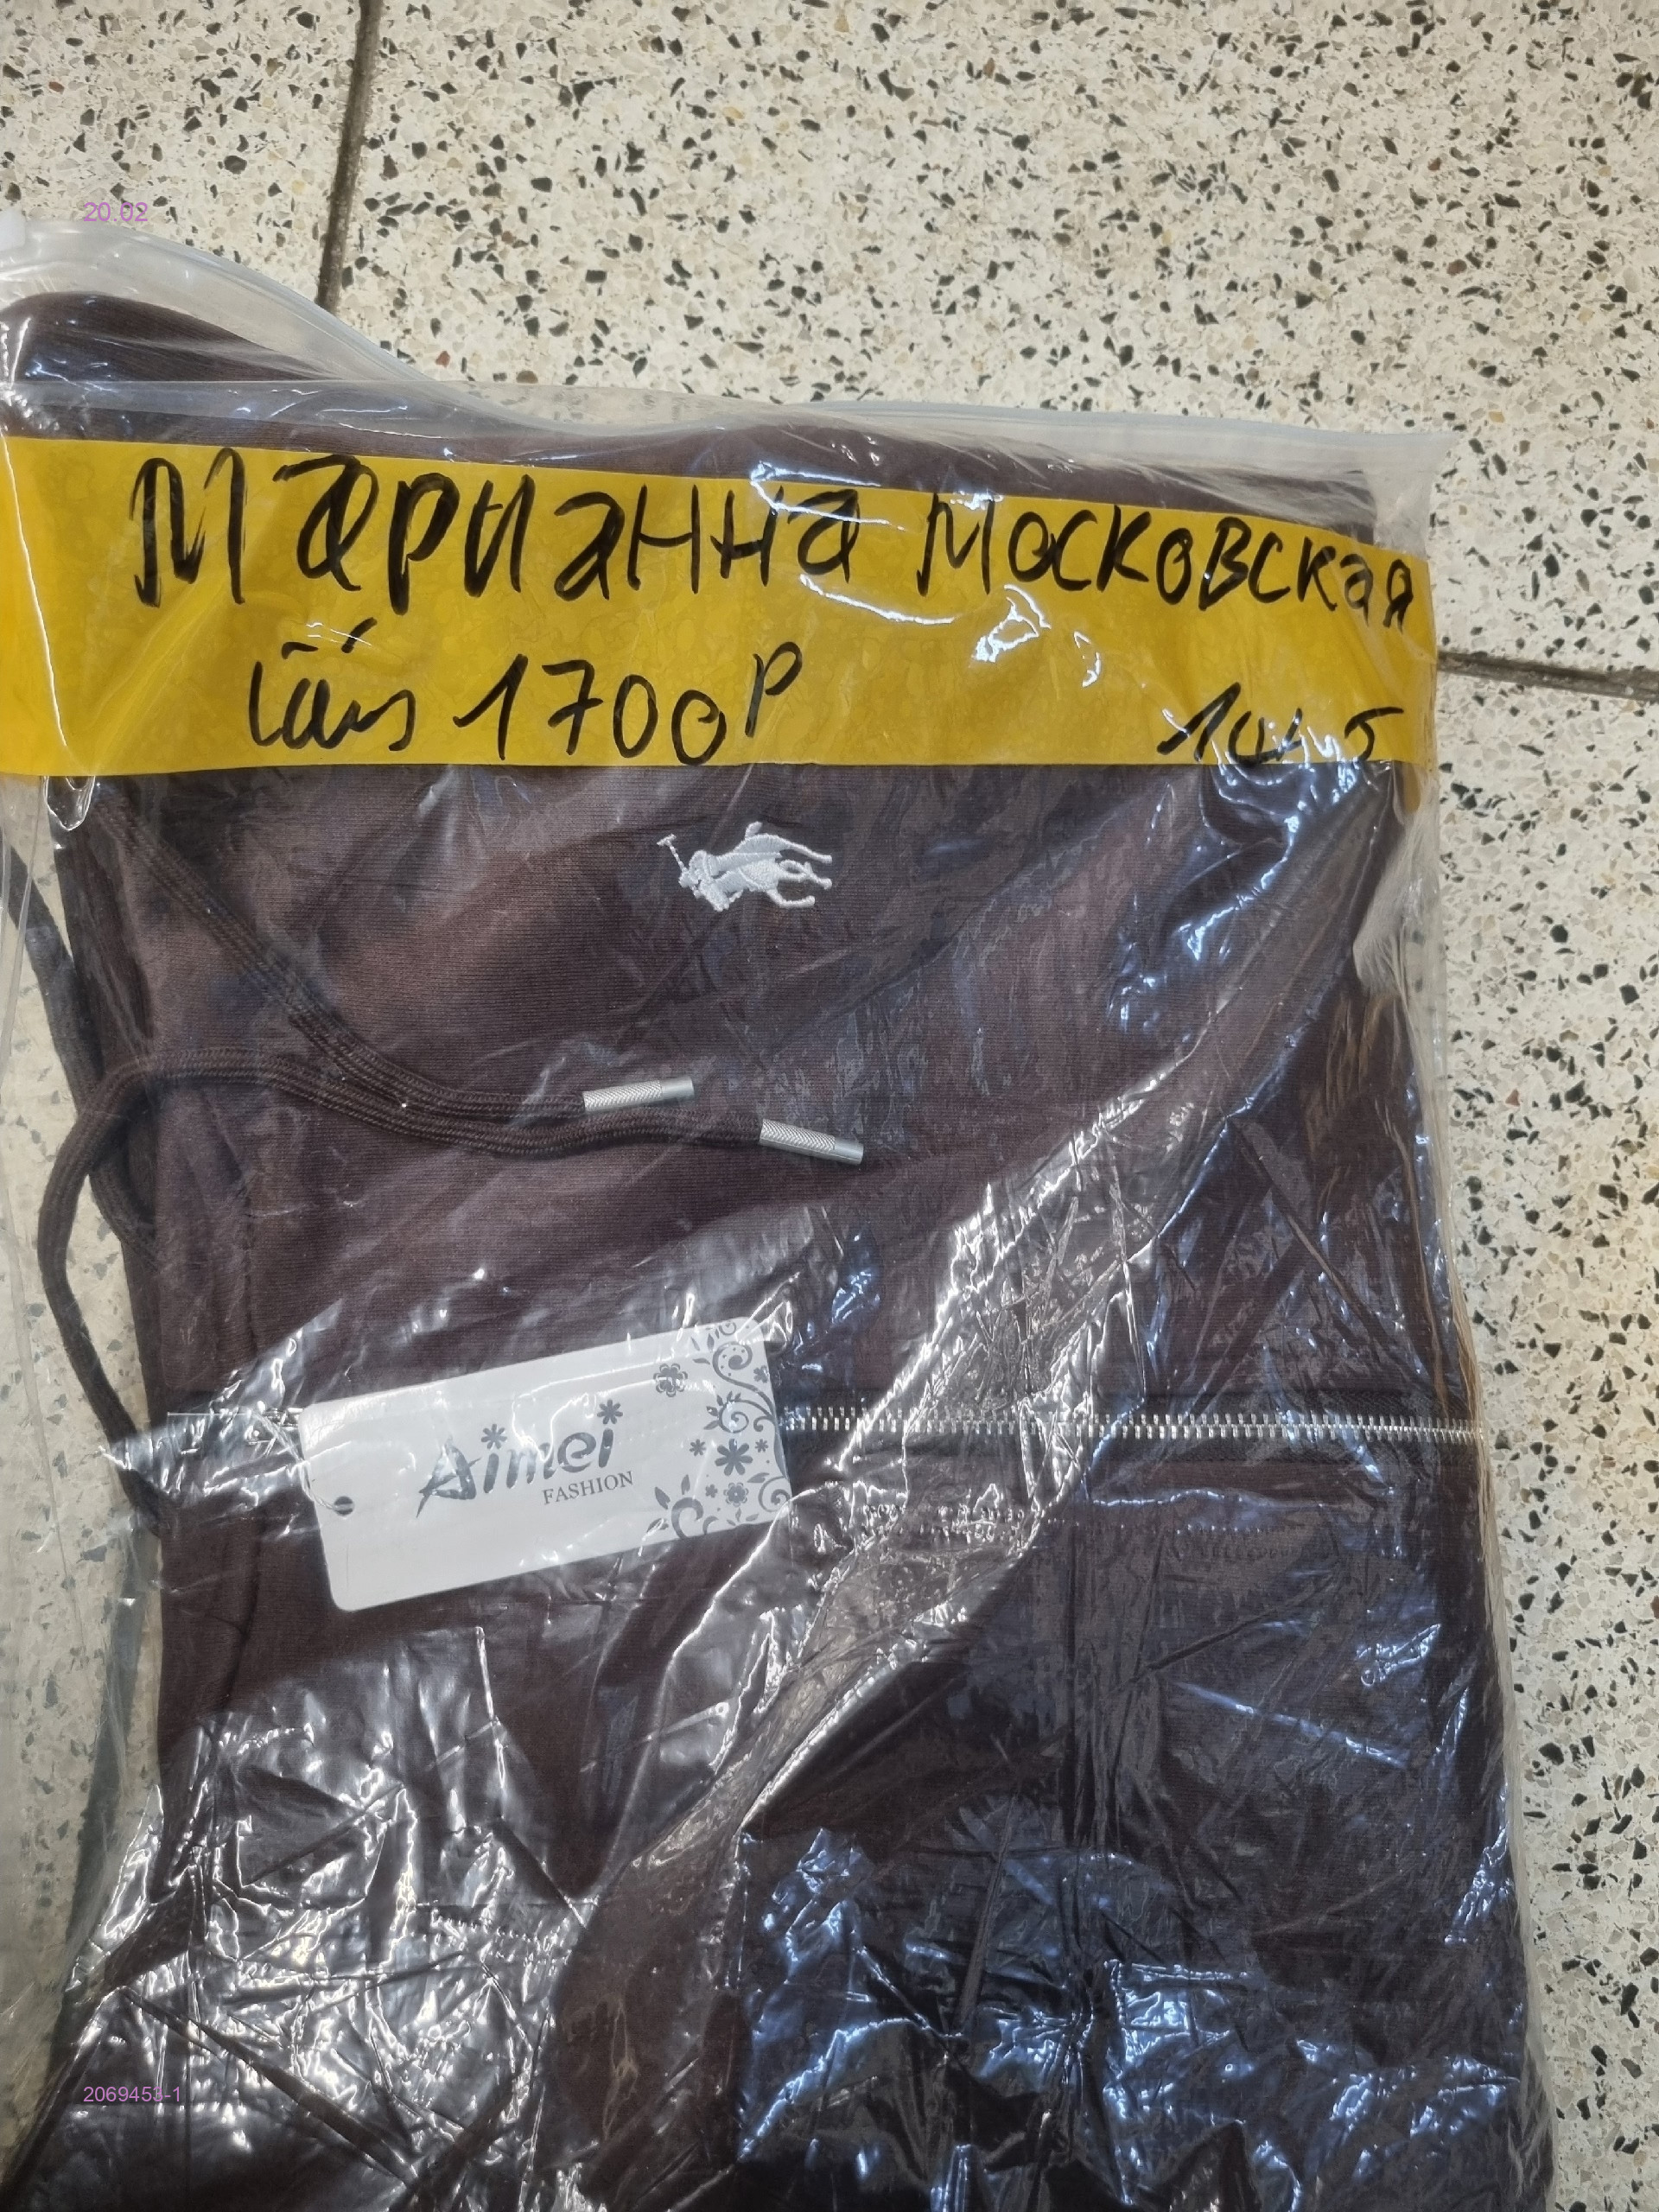 20.02
Марианна Московская
1700р
Aimei
FASHION
2069453-1